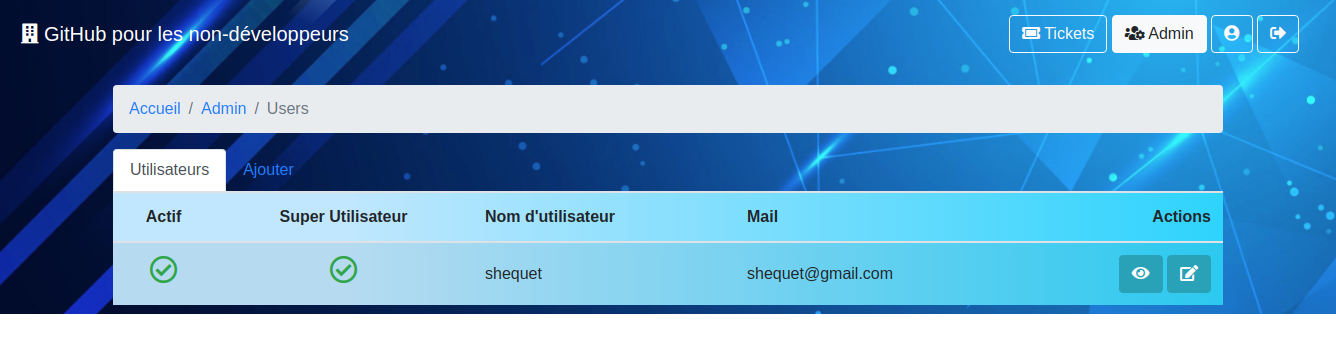 GitHub pour les non-développeurs
Tickets Admin
Accueil / Admin / Users
Utilisateurs Ajouter
Actif Super Utilisateur Nom d'utilisateur Mail Actions
shequet shequet@gmail.com